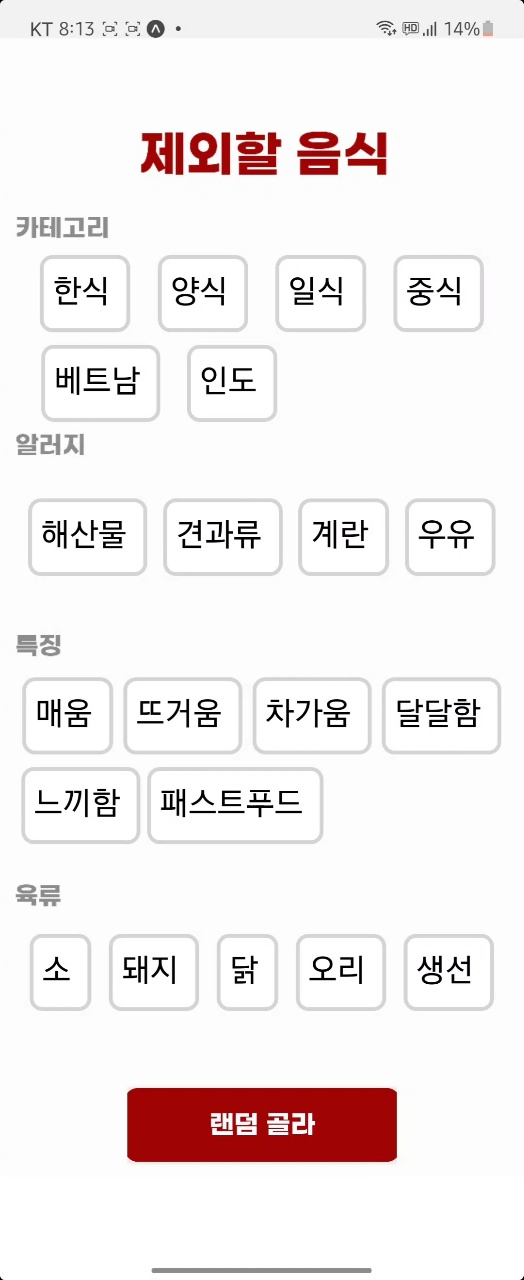 KT 8:13
HD 14%
제외할 음식
카테고리
한식 양식 일식 중식
베트남 인도
알러지
해산물 견과류 계란 우유
특징
매움 뜨거움 차가움 달달함
느끼함 패스트푸드
육류
소 돼지 닭 오리 생선
랜덤 골라